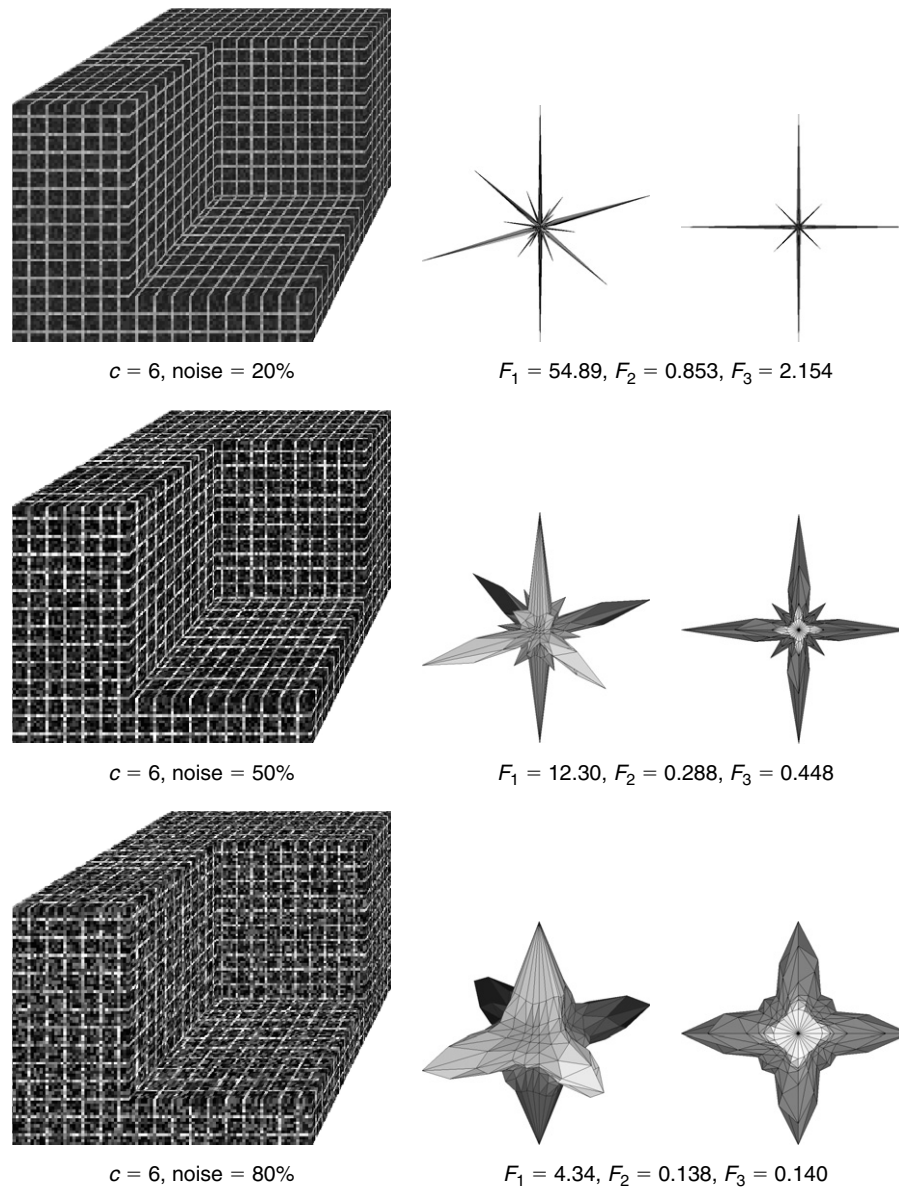 c = 6, noise = 20%
F1 = 54.89, F2 = 0.853, F3 = 2.154
c = 6, noise = 50%
F1 = 12.30, F2 = 0.288, F3 = 0.448
c = 6, noise = 80%
F1 = 4.34, F2 = 0.138, F3 = 0.140